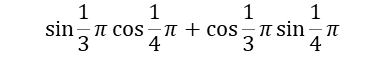 sin 1/3 π cos 1/4 π + cos 1/3 π sin 1/4 π